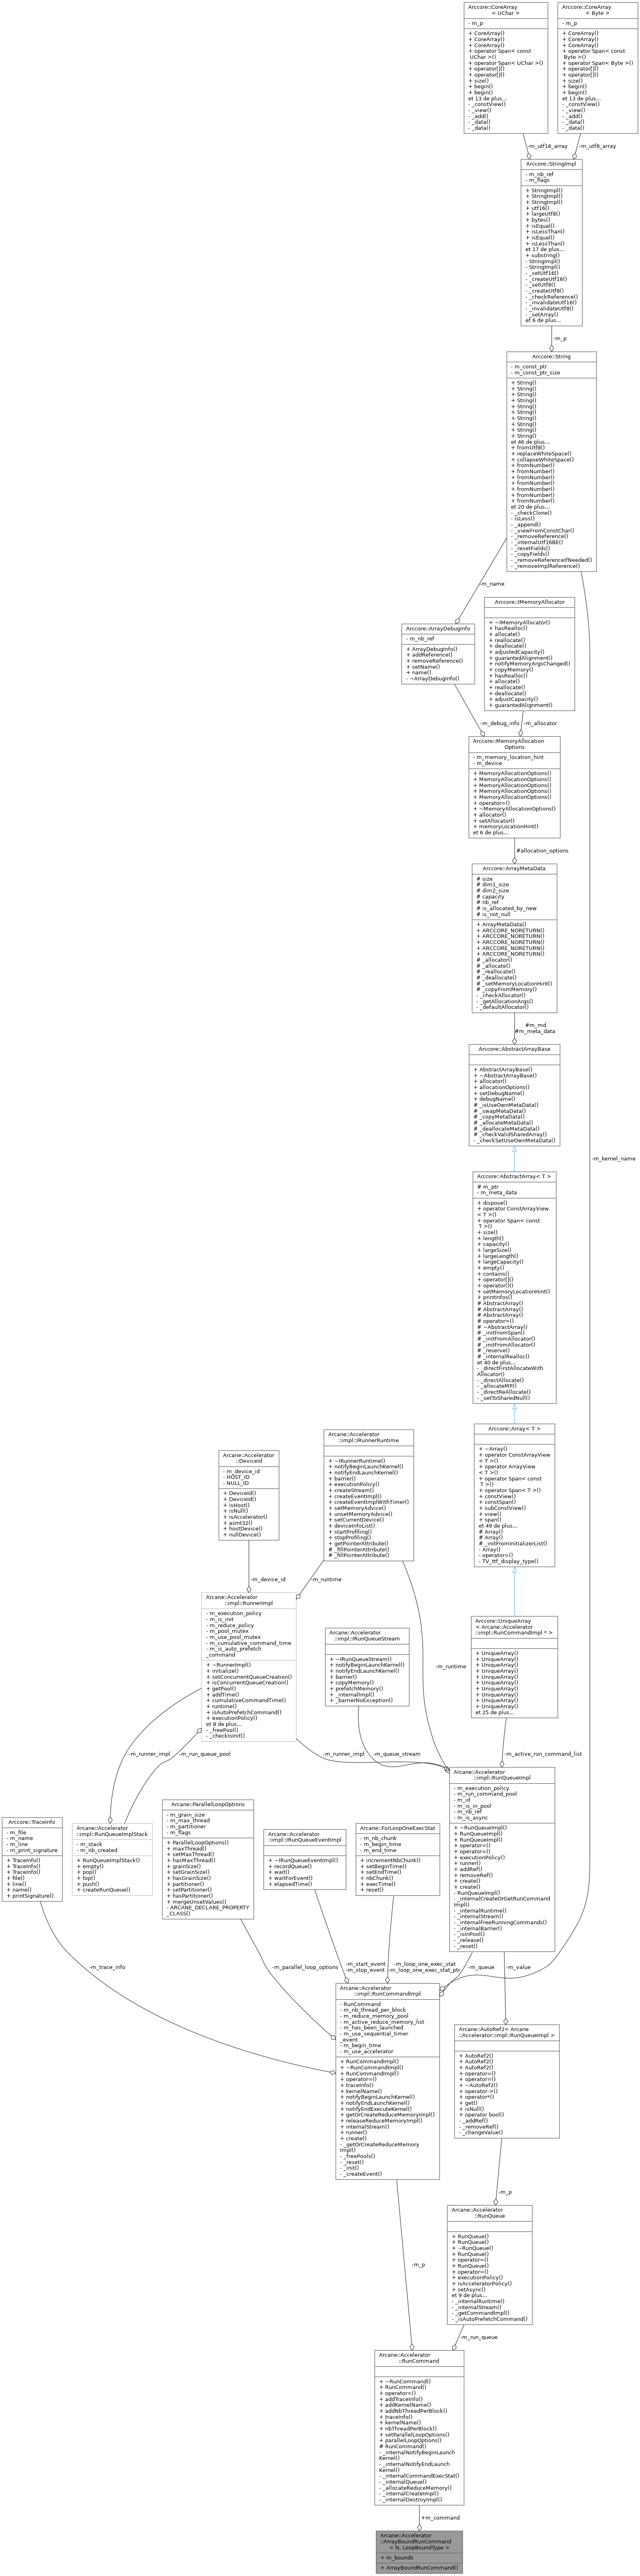 Arccore::CoreArray
< UChar >
- m_p
+ CoreArray()
+ CoreArray()
+ CoreArray()
+ operator Span< const
UChar >()
+ operator Span< UChar >()
+ operator[]()
+ operator[]()
+ size()
+ begin()
+ begin()
et 13 de plus...
- _constView()
- _view()
- _add()
- _data()
- _data()
Arccore::CoreArray
< Byte >
- m_p
+ CoreArray()
+ CoreArray()
+ CoreArray()
+ operator Span< const
Byte >()
+ operator Span< Byte >()
+ operator[]()
+ operator[]()
+ size()
+ begin()
+ begin()
et 13 de plus...
- _constView()
- _view()
- _add()
- _data()
- _data()
-m_utf16_array
-m_utf8_array
Arccore::StringImpl
- m_nb_ref
- m_flags
+ StringImpl()
+ StringImpl()
+ StringImpl()
+ utf16()
+ largeUtf8()
+ bytes()
+ isEqual()
+ isLessThan()
+ isEqual()
+ isLessThan()
et 17 de plus...
+ substring()
- StringImpl()
- StringImpl()
- _setUtf16()
- _createUtf16()
- _setUtf8()
- _createUtf8()
- _checkReference()
- _invalidateUtf16()
- _invalidateUtf8()
- _setArray()
et 6 de plus...
-m_p
Arccore::String
- m_const_ptr
- m_const_ptr_size
+ String()
+ String()
+ String()
+ String()
+ String()
+ String()
+ String()
+ String()
+ String()
+ String()
et 46 de plus...
+ fromUtf8()
+ replaceWhiteSpace()
+ collapseWhiteSpace()
+ fromNumber()
+ fromNumber()
+ fromNumber()
+ fromNumber()
+ fromNumber()
+ fromNumber()
+ fromNumber()
et 20 de plus...
- _checkClone()
- isLess()
- _append()
- _viewFromConstChar()
- _removeReference()
- _internalUtf16BE()
- _resetFields()
- _copyFields()
- _removeReferenceIfNeeded()
- _removeImplReference()
-m_name
Arccore::ArrayDebugInfo
- m_nb_ref
+ ArrayDebugInfo()
+ addReference()
+ removeReference()
+ setName()
+ name()
- ~ArrayDebugInfo()
Arccore::IMemoryAllocator
+ ~IMemoryAllocator()
+ hasRealloc()
+ allocate()
+ reallocate()
+ deallocate()
+ adjustedCapacity()
+ guarantedAlignment()
+ notifyMemoryArgsChanged()
+ copyMemory()
+ hasRealloc()
+ allocate()
+ reallocate()
+ deallocate()
+ adjustCapacity()
+ guarantedAlignment()
-m_debug_info
-m_allocator
Arccore::MemoryAllocation
Options
- m_memory_location_hint
- m_device
+ MemoryAllocationOptions()
+ MemoryAllocationOptions()
+ MemoryAllocationOptions()
+ MemoryAllocationOptions()
+ MemoryAllocationOptions()
+ operator=()
+ ~MemoryAllocationOptions()
+ allocator()
+ setAllocator()
+ memoryLocationHint()
et 6 de plus...
#allocation_options
Arccore::ArrayMetaData
# size
# dim1_size
# dim2_size
# capacity
# nb_ref
# is_allocated_by_new
# is_not_null
+ ArrayMetaData()
+ ARCCORE_NORETURN()
+ ARCCORE_NORETURN()
+ ARCCORE_NORETURN()
+ ARCCORE_NORETURN()
+ ARCCORE_NORETURN()
# _allocator()
# _allocate()
# _reallocate()
# _deallocate()
# _setMemoryLocationHint()
# _copyFromMemory()
- _checkAllocator()
- _getAllocationArgs()
- _defaultAllocator()
#m_md
#m_meta_data
Arccore::AbstractArrayBase
+ AbstractArrayBase()
+ ~AbstractArrayBase()
+ allocator()
+ allocationOptions()
+ setDebugName()
+ debugName()
# _isUseOwnMetaData()
# _swapMetaData()
# _copyMetaData()
# _allocateMetaData()
# _deallocateMetaData()
# _checkValidSharedArray()
- _checkSetUseOwnMetaData()
-m_kernel_name
Arccore::AbstractArray< T >
# m_ptr
- m_meta_data
+ dispose()
+ operator ConstArrayView
< T >()
+ operator Span< const
T >()
+ size()
+ length()
+ capacity()
+ largeSize()
+ largeLength()
+ largeCapacity()
+ empty()
+ contains()
+ operator[]()
+ operator()()
+ setMemoryLocationHint()
+ printInfos()
# AbstractArray()
# AbstractArray()
# AbstractArray()
# operator=()
# ~AbstractArray()
# _initFromSpan()
# _initFromAllocator()
# _initFromAllocator()
# _reserve()
# _internalRealloc()
et 40 de plus...
- _directFirstAllocateWith
Allocator()
- _directAllocate()
- _allocateMP()
- _directReAllocate()
- _setToSharedNull()
Arccore::Array< T >
+ ~Array()
+ operator ConstArrayView
< T >()
+ operator ArrayView
< T >()
+ operator Span< const
T >()
+ operator Span< T >()
+ constView()
+ constSpan()
+ subConstView()
+ view()
+ span()
et 49 de plus...
# Array()
# Array()
# _initFromInitializerList()
- Array()
- operator=()
- TV_ttf_display_type()
Arccore::UniqueArray
< Arcane::Accelerator
::impl::RunCommandImpl * >
+ UniqueArray()
+ UniqueArray()
+ UniqueArray()
+ UniqueArray()
+ UniqueArray()
+ UniqueArray()
+ UniqueArray()
+ UniqueArray()
+ UniqueArray()
+ UniqueArray()
et 25 de plus...
-m_active_run_command_list
Arcane::Accelerator
::DeviceId
- m_device_id
- HOST_ID
- NULL_ID
+ DeviceId()
+ DeviceId()
+ isHost()
+ isNull()
+ isAccelerator()
+ asInt32()
+ hostDevice()
+ nullDevice()
-m_device_id
Arcane::Accelerator
::impl::IRunnerRuntime
+ ~IRunnerRuntime()
+ notifyBeginLaunchKernel()
+ notifyEndLaunchKernel()
+ barrier()
+ executionPolicy()
+ createStream()
+ createEventImpl()
+ createEventImplWithTimer()
+ setMemoryAdvice()
+ unsetMemoryAdvice()
+ setCurrentDevice()
+ deviceInfoList()
+ startProfiling()
+ stopProfiling()
+ getPointerAttribute()
# _fillPointerAttribute()
# _fillPointerAttribute()
-m_runtime
-m_runtime
Arcane::Accelerator
::impl::RunnerImpl
- m_execution_policy
- m_is_init
- m_reduce_policy
- m_pool_mutex
- m_use_pool_mutex
- m_cumulative_command_time
- m_is_auto_prefetch
_command
+ ~RunnerImpl()
+ initialize()
+ setConcurrentQueueCreation()
+ isConcurrentQueueCreation()
+ getPool()
+ addTime()
+ cumulativeCommandTime()
+ runtime()
+ isAutoPrefetchCommand()
+ executionPolicy()
et 8 de plus...
- _freePool()
- _checkIsInit()
Arcane::Accelerator
::impl::IRunQueueStream
+ ~IRunQueueStream()
+ notifyBeginLaunchKernel()
+ notifyEndLaunchKernel()
+ barrier()
+ copyMemory()
+ prefetchMemory()
+ _internalImpl()
+ _barrierNoException()
-m_runner_impl
-m_run_queue_pool
-m_runner_impl
-m_queue_stream
Arcane::Accelerator
::impl::RunQueueImplStack
- m_stack
- m_nb_created
+ RunQueueImplStack()
+ empty()
+ pop()
+ top()
+ push()
+ createRunQueue()
Arcane::Accelerator
::impl::RunQueueImpl
- m_execution_policy
- m_run_command_pool
- m_id
- m_is_in_pool
- m_nb_ref
- m_is_async
+ ~RunQueueImpl()
+ RunQueueImpl()
+ RunQueueImpl()
+ operator=()
+ operator=()
+ executionPolicy()
+ runner()
+ addRef()
+ removeRef()
+ create()
+ create()
- RunQueueImpl()
- _internalCreateOrGetRunCommand
Impl()
- _internalRuntime()
- _internalStream()
- _internalFreeRunningCommands()
- _internalBarrier()
- _isInPool()
- _release()
- _reset()
Arccore::TraceInfo
- m_file
- m_name
- m_line
- m_print_signature
+ TraceInfo()
+ TraceInfo()
+ TraceInfo()
+ file()
+ line()
+ name()
+ printSignature()
Arcane::ParallelLoopOptions
- m_grain_size
- m_max_thread
- m_partitioner
- m_flags
+ ParallelLoopOptions()
+ maxThread()
+ setMaxThread()
+ hasMaxThread()
+ grainSize()
+ setGrainSize()
+ hasGrainSize()
+ partitioner()
+ setPartitioner()
+ hasPartitioner()
+ mergeUnsetValues()
- ARCANE_DECLARE_PROPERTY
_CLASS()
Arcane::Accelerator
::impl::IRunQueueEventImpl
+ ~IRunQueueEventImpl()
+ recordQueue()
+ wait()
+ waitForEvent()
+ elapsedTime()
Arcane::ForLoopOneExecStat
- m_nb_chunk
- m_begin_time
- m_end_time
+ incrementNbChunk()
+ setBeginTime()
+ setEndTime()
+ nbChunk()
+ execTime()
+ reset()
-m_trace_info
-m_parallel_loop_options
-m_start_event
-m_stop_event
-m_loop_one_exec_stat
-m_loop_one_exec_stat_ptr
-m_queue
-m_value
Arcane::Accelerator
::impl::RunCommandImpl
- RunCommand
- m_nb_thread_per_block
- m_reduce_memory_pool
- m_active_reduce_memory_list
- m_has_been_launched
- m_use_sequential_timer
_event
- m_begin_time
- m_use_accelerator
+ RunCommandImpl()
+ ~RunCommandImpl()
+ RunCommandImpl()
+ operator=()
+ traceInfo()
+ kernelName()
+ notifyBeginLaunchKernel()
+ notifyEndLaunchKernel()
+ notifyEndExecuteKernel()
+ getOrCreateReduceMemoryImpl()
+ releaseReduceMemoryImpl()
+ internalStream()
+ runner()
+ create()
- _getOrCreateReduceMemory
Impl()
- _freePools()
- _reset()
- _init()
- _createEvent()
Arcane::AutoRef2< Arcane
::Accelerator::impl::RunQueueImpl >
+ AutoRef2()
+ AutoRef2()
+ AutoRef2()
+ operator=()
+ operator=()
+ ~AutoRef2()
+ operator->()
+ operator*()
+ get()
+ isNull()
+ operator bool()
- _addRef()
- _removeRef()
- _changeValue()
-m_p
-m_p
Arcane::Accelerator
::RunQueue
+ RunQueue()
+ RunQueue()
+ ~RunQueue()
+ RunQueue()
+ operator=()
+ RunQueue()
+ operator=()
+ executionPolicy()
+ isAcceleratorPolicy()
+ setAsync()
et 9 de plus...
- _internalRuntime()
- _internalStream()
- _getCommandImpl()
- _isAutoPrefetchCommand()
-m_run_queue
Arcane::Accelerator
::RunCommand
+ ~RunCommand()
+ RunCommand()
+ operator=()
+ addTraceInfo()
+ addKernelName()
+ addNbThreadPerBlock()
+ traceInfo()
+ kernelName()
+ nbThreadPerBlock()
+ setParallelLoopOptions()
+ parallelLoopOptions()
# RunCommand()
- _internalNotifyBeginLaunch
Kernel()
- _internalNotifyEndLaunch
Kernel()
- _internalCommandExecStat()
- _internalQueue()
- _allocateReduceMemory()
- _internalCreateImpl()
- _internalDestroyImpl()
+m_command
Arcane::Accelerator
::ArrayBoundRunCommand
< N, LoopBoundType >
+ m_bounds
+ ArrayBoundRunCommand()